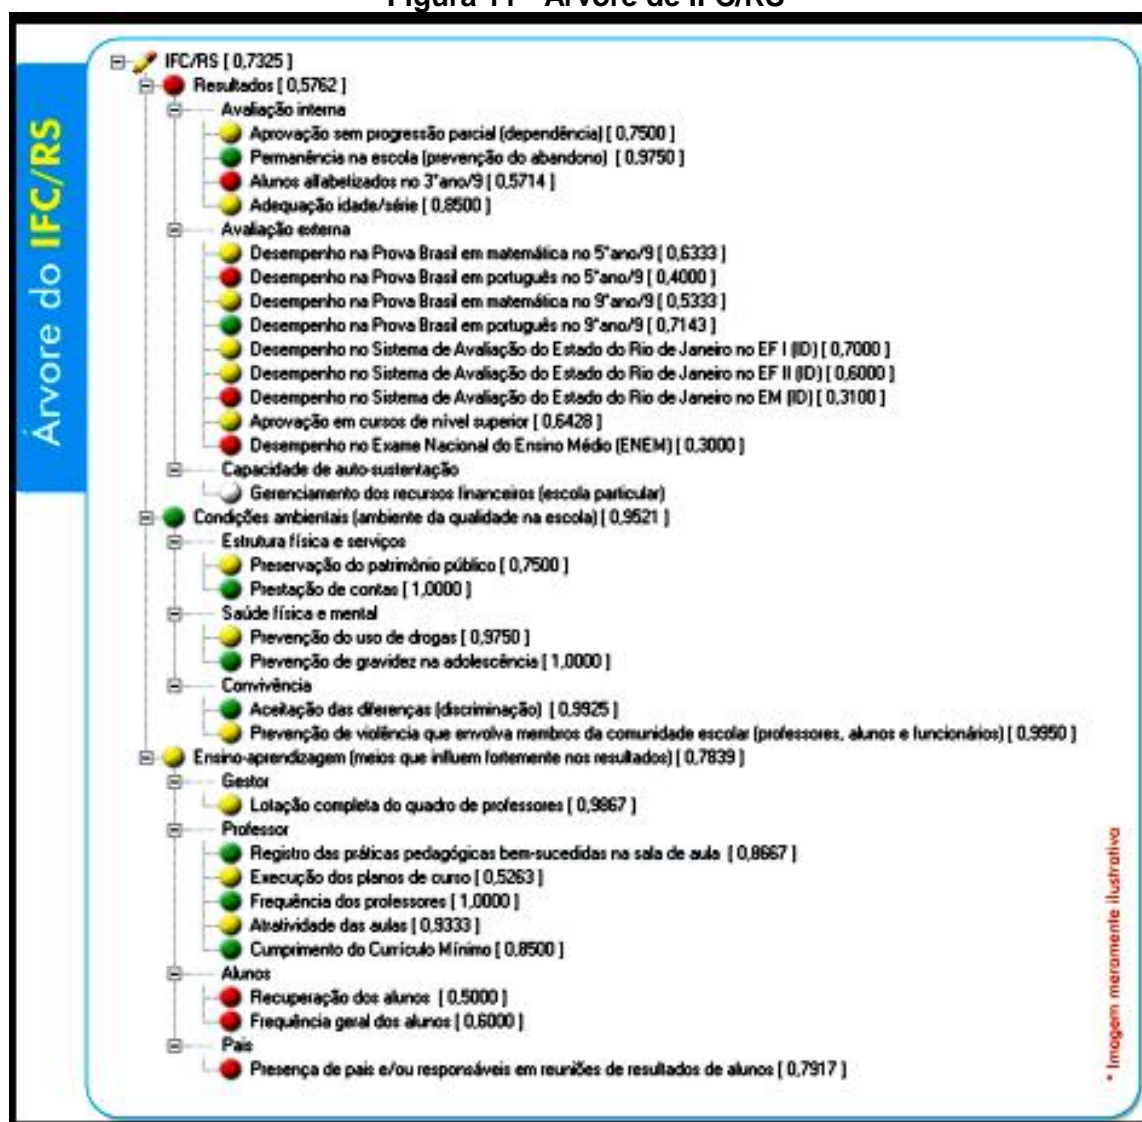 Figura 11 - Árvore do IFC/RS
Árvore do IFC/RS
IFC/RS [ 0,7325 ]
Resultados [ 0,5762 ]
Avaliação interna
Aprovação sem progressão parcial (dependência) [ 0,7500 ]
Permanência na escola (prevenção do abandono) [ 0,9750 ]
Alunos alfabetizados no 3°ano/9 [ 0,5714 ]
Adequação idade/série [ 0,8500 ]
Avaliação externa
Desempenho na Prova Brasil em matemática no 5°ano/9 [ 0,6333 ]
Desempenho na Prova Brasil em português no 5°ano/9 [ 0,4000 ]
Desempenho na Prova Brasil em matemática no 9°ano/9 [ 0,5333 ]
Desempenho na Prova Brasil em português no 9°ano/9 [ 0,7143 ]
Desempenho no Sistema de Avaliação do Estado do Rio de Janeiro no EF I (ID) [ 0,7000 ]
Desempenho no Sistema de Avaliação do Estado do Rio de Janeiro no EF II (ID) [ 0,6000 ]
Desempenho no Sistema de Avaliação do Estado do Rio de Janeiro no EM (ID) [ 0,3100 ]
Aprovação em cursos de nível superior [ 0,6428 ]
Desempenho no Exame Nacional do Ensino Médio (ENEM) [ 0,3000 ]
Capacidade de auto-sustentação
Gerenciamento dos recursos financeiros (escola particular)
Condições ambientais (ambiente da qualidade na escola) [ 0,9521 ]
Estrutura física e serviços
Preservação do patrimônio público [ 0,7500 ]
Prestação de contas [ 1,0000 ]
Saúde física e mental
Prevenção do uso de drogas [ 0,9750 ]
Prevenção de gravidez na adolescência [ 1,0000 ]
Convivência
Aceitação das diferenças (discriminação) [ 0,9925 ]
Prevenção de violência que envolva membros da comunidade escolar (professores, alunos e funcionários) [ 0,9950 ]
Ensino-aprendizagem (meios que influem fortemente nos resultados) [ 0,7839 ]
Gestor
Lotação completa do quadro de professores [ 0,9867 ]
Professor
Registro das práticas pedagógicas bem-sucedidas na sala de aula [ 0,8667 ]
Execução dos planos de curso [ 0,5263 ]
Frequência dos professores [ 1,0000 ]
Atratividade das aulas [ 0,9333 ]
Cumprimento do Currículo Mínimo [ 0,8500 ]
Alunos
Recuperação dos alunos [ 0,5000 ]
Frequência geral dos alunos [ 0,6000 ]
Pais
Presença de pais e/ou responsáveis em reuniões de resultados de alunos [ 0,7917 ]
* Imagem meramente ilustrativa